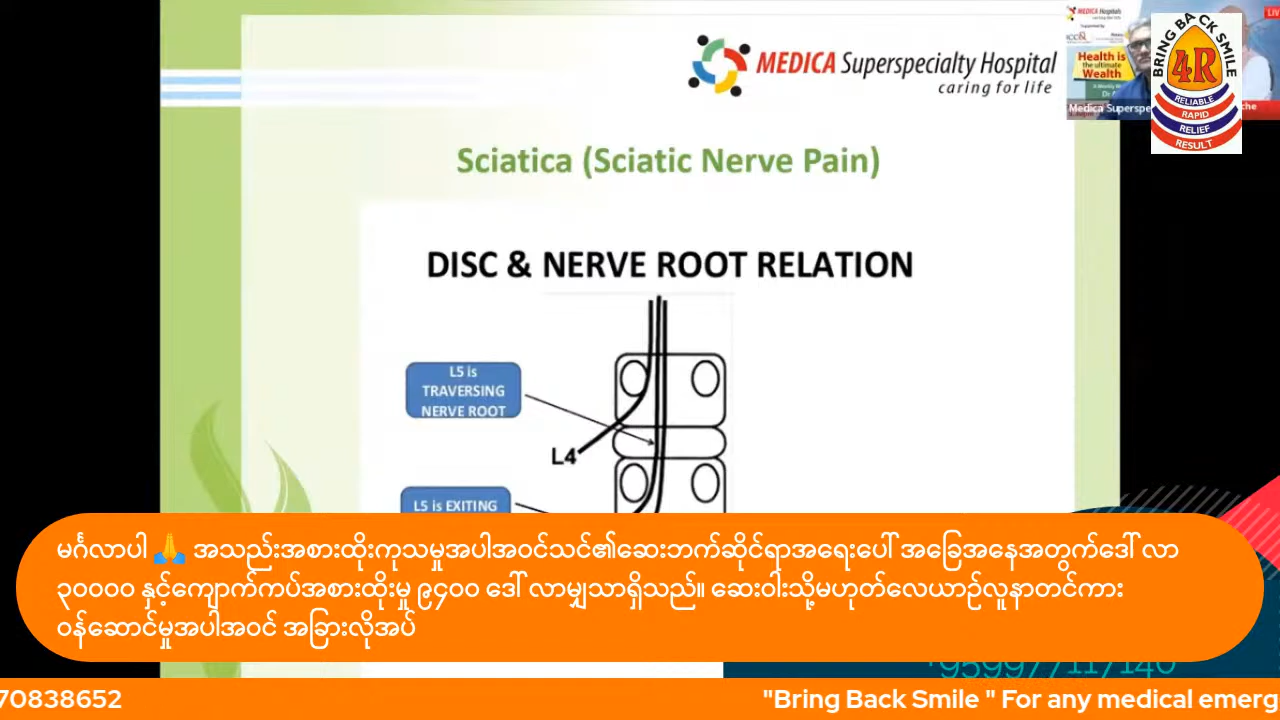 MEDICA Superspecialty Hospital
caring for life
MEDICA Hospitals
Health is
the ultimate
Wealth
Medica Superspe
LIV
BRING BACK SMILE
4R
RELIABLE
RAPID
RELIEF
RESULT
Sciatica (Sciatic Nerve Pain)
DISC & NERVE ROOT RELATION
L5 is
TRAVERSING
NERVE ROOT
L4
L5 is EXITING
မင်္ဂလာပါ 🙏 အသည်းအစားထိုးကုသမှုအပါအဝင်သင်၏ဆေးဘက်ဆိုင်ရာအရေးပေါ် အခြေအနေအတွက်ဒေါ် လာ
၃၀၀၀၀ နှင့်ကျောက်ကပ်အစားထိုးမှု ၉၄၀၀ ဒေါ် လာမျှသာရှိသည်။ ဆေးဝါးသို့မဟုတ်လေယာဉ်လူနာတင်ကား
ဝန်ဆောင်မှုအပါအဝင် အခြားလိုအပ်
+959977117140
70838652
"Bring Back Smile " For any medical emerg